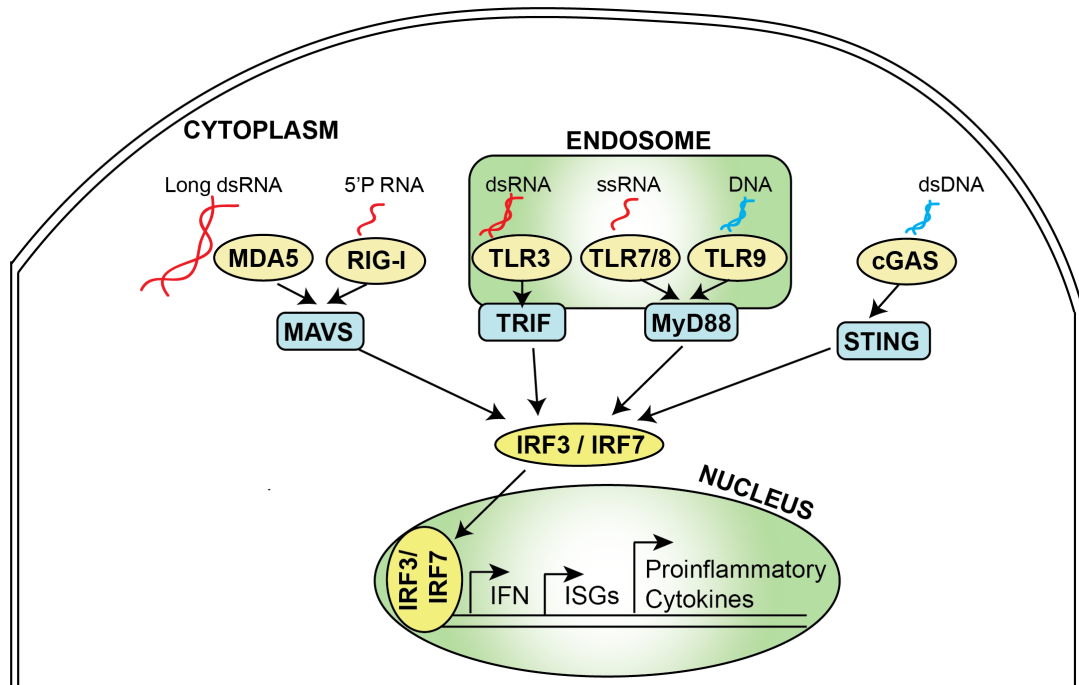 CYTOPLASM
ENDOSOME
Long dsRNA
5'P RNA
dsRNA
ssRNA
DNA
dsDNA
MDA5
RIG-I
TLR3
TLR7/8
TLR9
cGAS
MAVS
TRIF
MyD88
STING
IRF3 / IRF7
NUCLEUS
IRF3/
IRF7
IFN
ISGs
Proinflammatory
Cytokines